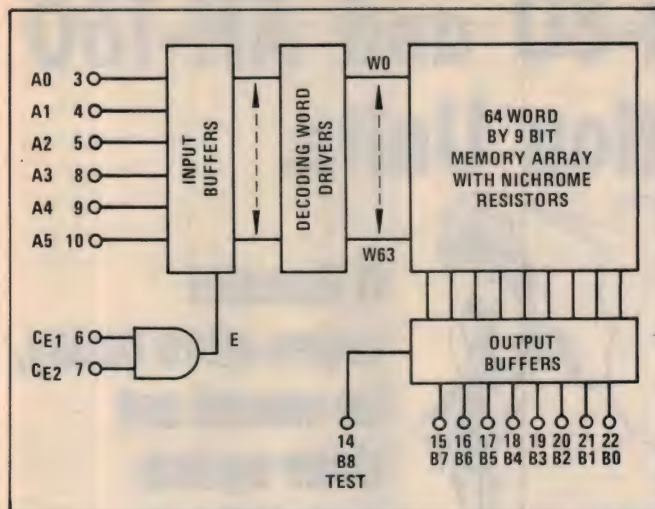 A0 3
A1 4
A2 5
A3 8
A4 9
A5 10
INPUT
BUFFERS
DECODING WORD
DRIVERS
W0
W63
64 WORD
BY 9 BIT
MEMORY ARRAY
WITH NICHROME
RESISTORS
CE1 6
CE2 7
E
OUTPUT
BUFFERS
14
B8
TEST
15 16 17 18 19 20 21 22
B7 B6 B5 B4 B3 B2 B1 B0